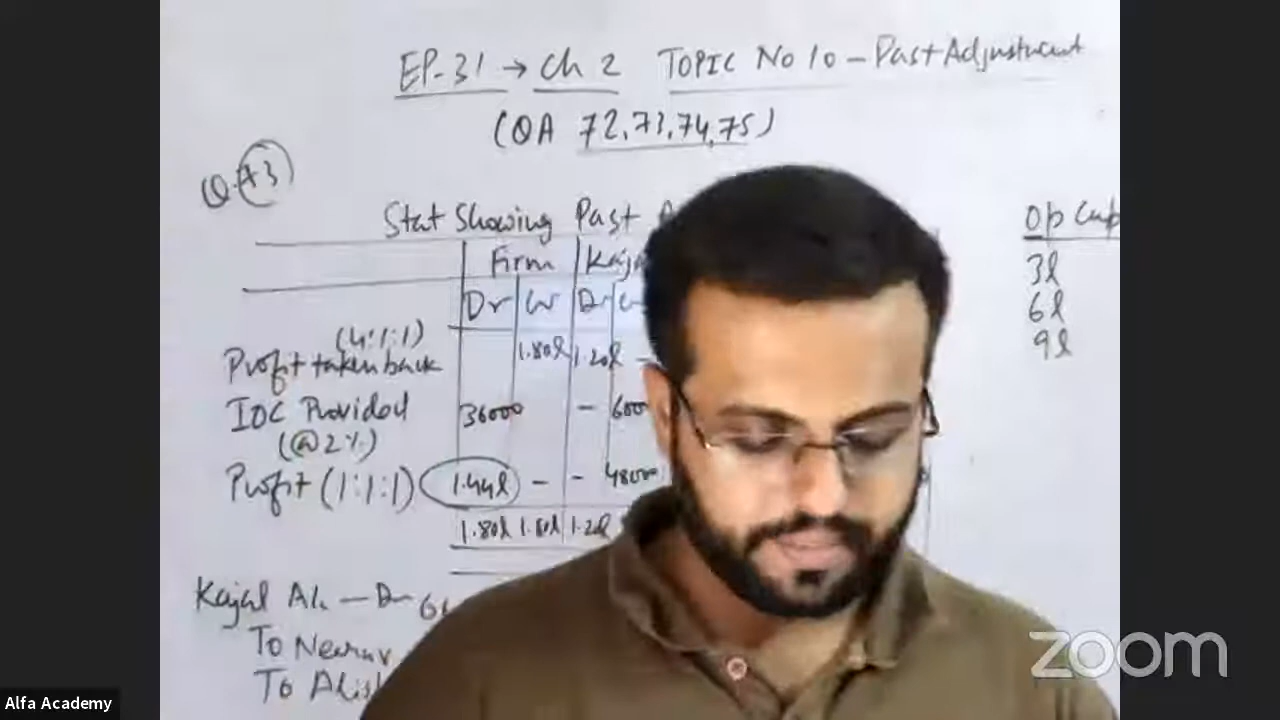 EP-31 → Ch 2 TOPIC No 10 - Past Adjustment
(QA 72,73,74,75)
Q.73
Stat Showing Past
Op Cap
Firm
Dr Cr Dr
3l
6l
9l
(4:1:1)
Profit taken back 1.80l 1.20l -
IOC Provided 36000 -
(@2%)
Profit (1:1:1) 1.44l - - 48000
1.80l 1.80l 1.20l
Kajal A/c - Dr
To Neerav
To
zoom
Alfa Academy